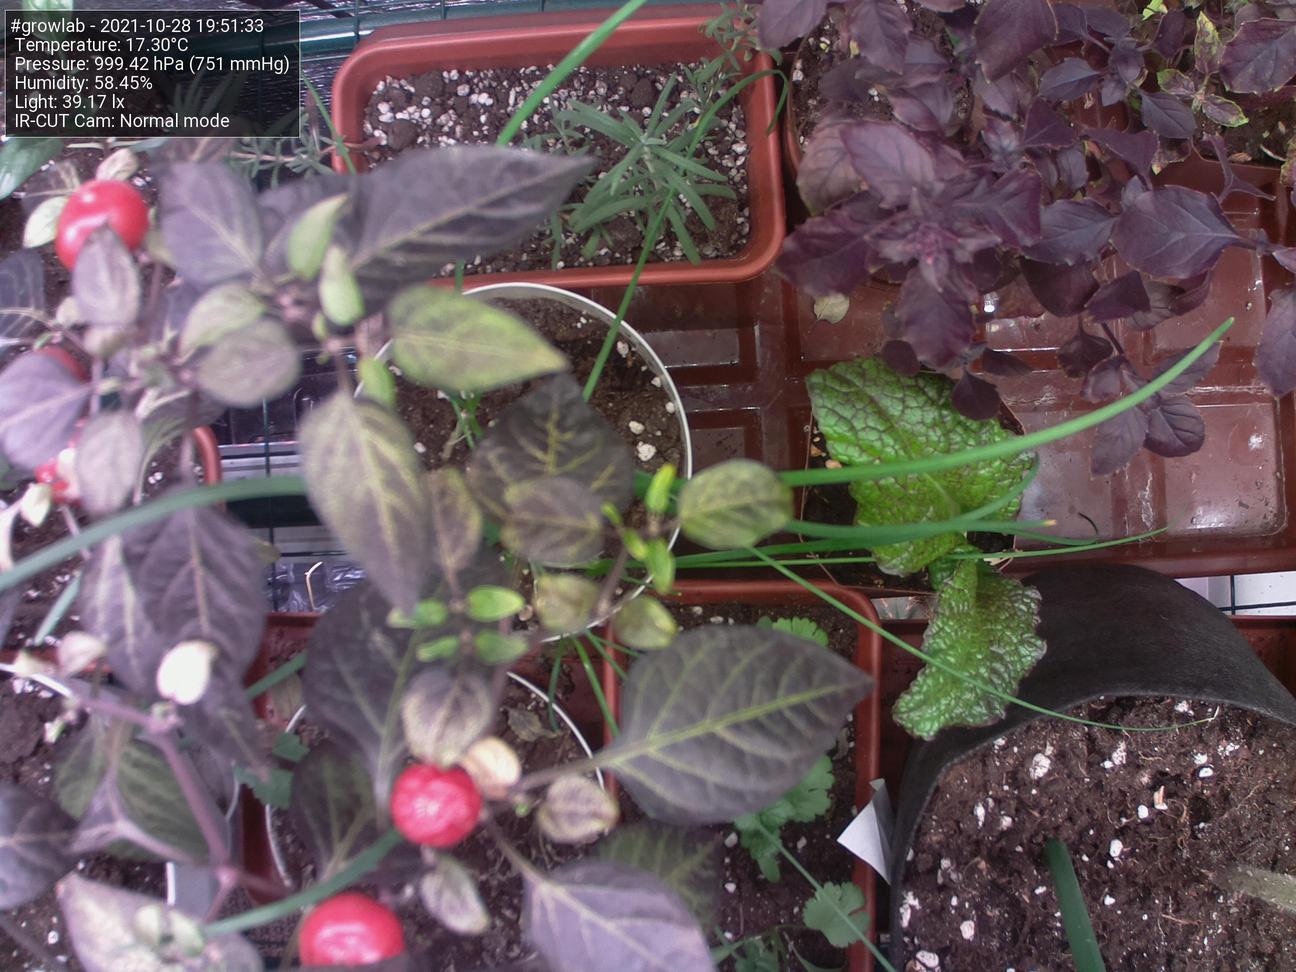 #growlab - 2021-10-28 19:51:33
Temperature: 17.30°C
Pressure: 999.42 hPa (751 mmHg)
Humidity: 58.45%
Light: 39.17 lx
IR-CUT Cam: Normal mode